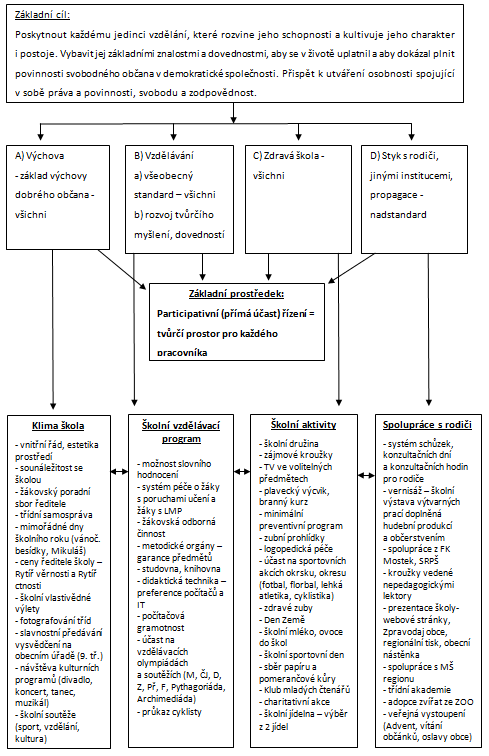 Základní cíl:
Poskytnout každému jedinci vzdělání, které rozvine jeho schopnosti a kultivuje jeho charakter
i postoje. Vybavit jej základními znalostmi a dovednostmi, aby se v životě uplatnil a aby dokázal plnit
povinnosti svobodného občana v demokratické společnosti. Přispět k utváření osobnosti spojující
v sobě práva a povinnosti, svobodu a zodpovědnost.
A) Výchova
- základ výchovy
dobrého občana -
všichni
B) Vzdělávání
a) všeobecný
standard – všichni
b) rozvoj tvůrčího
myšlení, dovedností
C) Zdravá škola -
všichni
D) Styk s rodiči,
jinými institucemi,
propagace -
nadstandard
Základní prostředek:
Participativní (přímá účast) řízení =
tvůrčí prostor pro každého
pracovníka
Klima škola
- vnitřní řád, estetika
prostředí
- sounáležitost se
školou
- žákovský poradní
sbor ředitele
- třídní samospráva
- mimořádné dny
školního roku (vánoč.
besídky, Mikuláš)
- ceny ředitele školy –
Rytíř věrnosti a Rytíř
ctnosti
- školní vlastivědné
výlety
- fotografování tříd
- slavnostní předávání
vysvědčení na
obecním úřadě (9. tř.)
- návštěva kulturních
programů (divadlo,
koncert, tanec,
muzikál)
- školní soutěže
(sport, vzdělání,
kultura)
Školní vzdělávací
program
- možnost slovního
hodnocení
- systém péče o žáky
s poruchami učení a
žáky s LMP
- žákovská odborná
činnost
- metodické orgány –
garance předmětů
- studovna, knihovna
- didaktická technika –
preference počítačů a
IT
- počítačová
gramotnost
- účast na
vzdělávacích
olympiádách
a soutěžích (M, ČJ, D,
Z, Př, F, Pythagoriáda,
Archimediáda)
- průkaz cyklisty
Školní aktivity
- školní družina
- zájmové kroužky
- TV ve volitelných
předmětech
- plavecký výcvik,
branný kurz
- minimální
preventivní program
- zubní prohlídky
- logopedická péče
- účast na sportovních
akcích okrsku, okresu
(fotbal, florbal, lehká
atletika, cyklistika)
- zdravé zuby
- Den Země
- školní mléko, ovoce
do škol
- školní sportovní den
- sběr papíru a
pomerančové kůry
- Klub mladých čtenářů
- charitativní akce
- školní jídelna – výběr
z 2 jídel
Spolupráce s rodiči
- systém schůzek,
konzultačních dnů
a konzultačních hodin
pro rodiče
- vernisáž – školní
výstava výtvarných
prací doplněná
hudební produkcí
a občerstvením
- spolupráce z FK
Mostek, SRPŠ
- kroužky vedené
nepedagogickými
lektory
- prezentace školy-
webové stránky,
Zpravodaj obce,
regionální tisk, obecní
nástěnka
- spolupráce s MŠ
regionu
- třídní akademie
- adopce zvířat ze ZOO
- veřejná vystoupení
(Advent, vítání
občánků, oslavy obce)